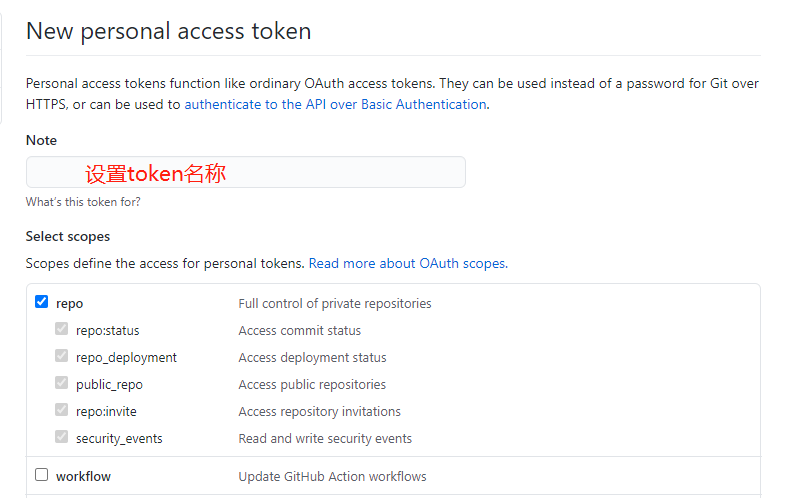 New personal access token
Personal access tokens function like ordinary OAuth access tokens. They can be used instead of a password for Git over
HTTPS, or can be used to authenticate to the API over Basic Authentication.
Note
设置token名称
What's this token for?
Select scopes
Scopes define the access for personal tokens. Read more about OAuth scopes.
repo Full control of private repositories
repo:status Access commit status
repo_deployment Access deployment status
public_repo Access public repositories
repo:invite Access repository invitations
security_events Read and write security events
workflow Update GitHub Action workflows